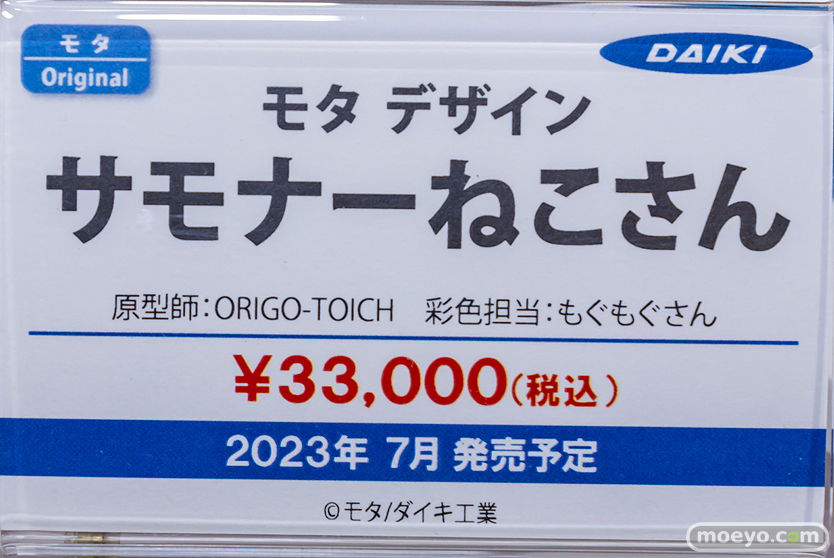 モタ
Original
DAIKI
モタ デザイン
サモナーねこさん
原型師：ORIGO-TOICH　彩色担当：もぐもぐさん
￥33,000（税込）
2023年 7月 発売予定
©モタ/ダイキ工業
moeyo.com